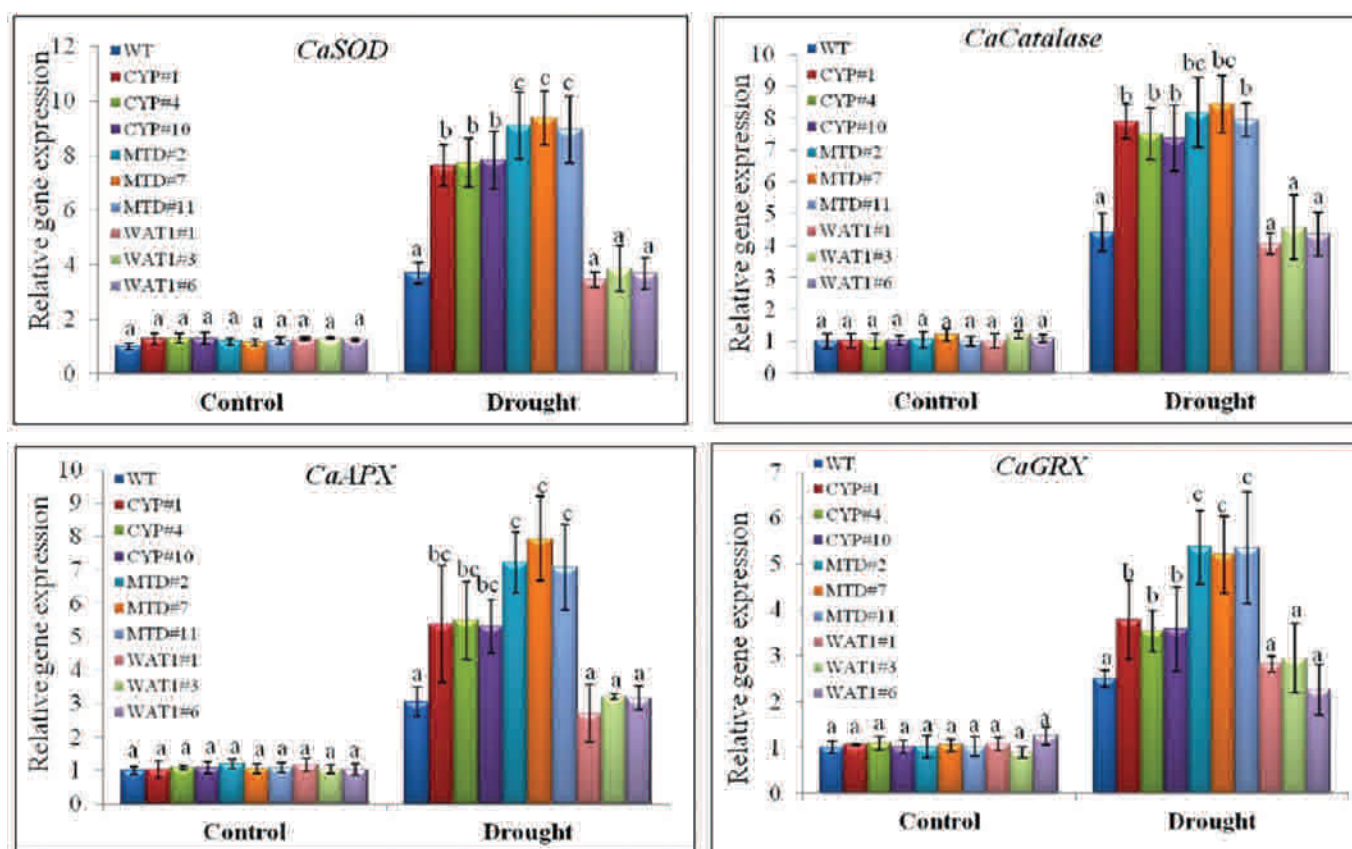 CaSOD
Relative gene expression
12
10
8
6
4
2
0
WT
CYP#1
CYP#4
CYP#10
MTD#2
MTD#7
MTD#11
WAT1#1
WAT1#3
WAT1#6
a a a a a a a a a a
a b b b c c c a a a
Control Drought
CaCatalase
Relative gene expression
10
9
8
7
6
5
4
3
2
1
0
WT
CYP#1
CYP#4
CYP#10
MTD#2
MTD#7
MTD#11
WAT1#1
WAT1#3
WAT1#6
a a a a a a a a a a
a b b b bc bc b a a a
Control Drought
CaAPX
Relative gene expression
10
9
8
7
6
5
4
3
2
1
0
WT
CYP#1
CYP#4
CYP#10
MTD#2
MTD#7
MTD#11
WAT1#1
WAT1#3
WAT1#6
a a a a a a a a a a
a bc bc bc c c c a a a
Control Drought
CaGRX
Relative gene expression
7
6
5
4
3
2
1
0
WT
CYP#1
CYP#4
CYP#10
MTD#2
MTD#7
MTD#11
WAT1#1
WAT1#3
WAT1#6
a a a a a a a a a a
a b b b c c c a a a
Control Drought